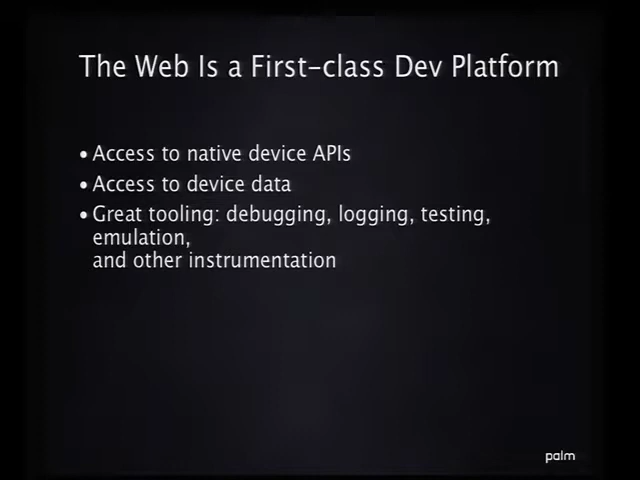 The Web Is a First-class Dev Platform
• Access to native device APIs
• Access to device data
• Great tooling: debugging, logging, testing,
emulation,
and other instrumentation
palm